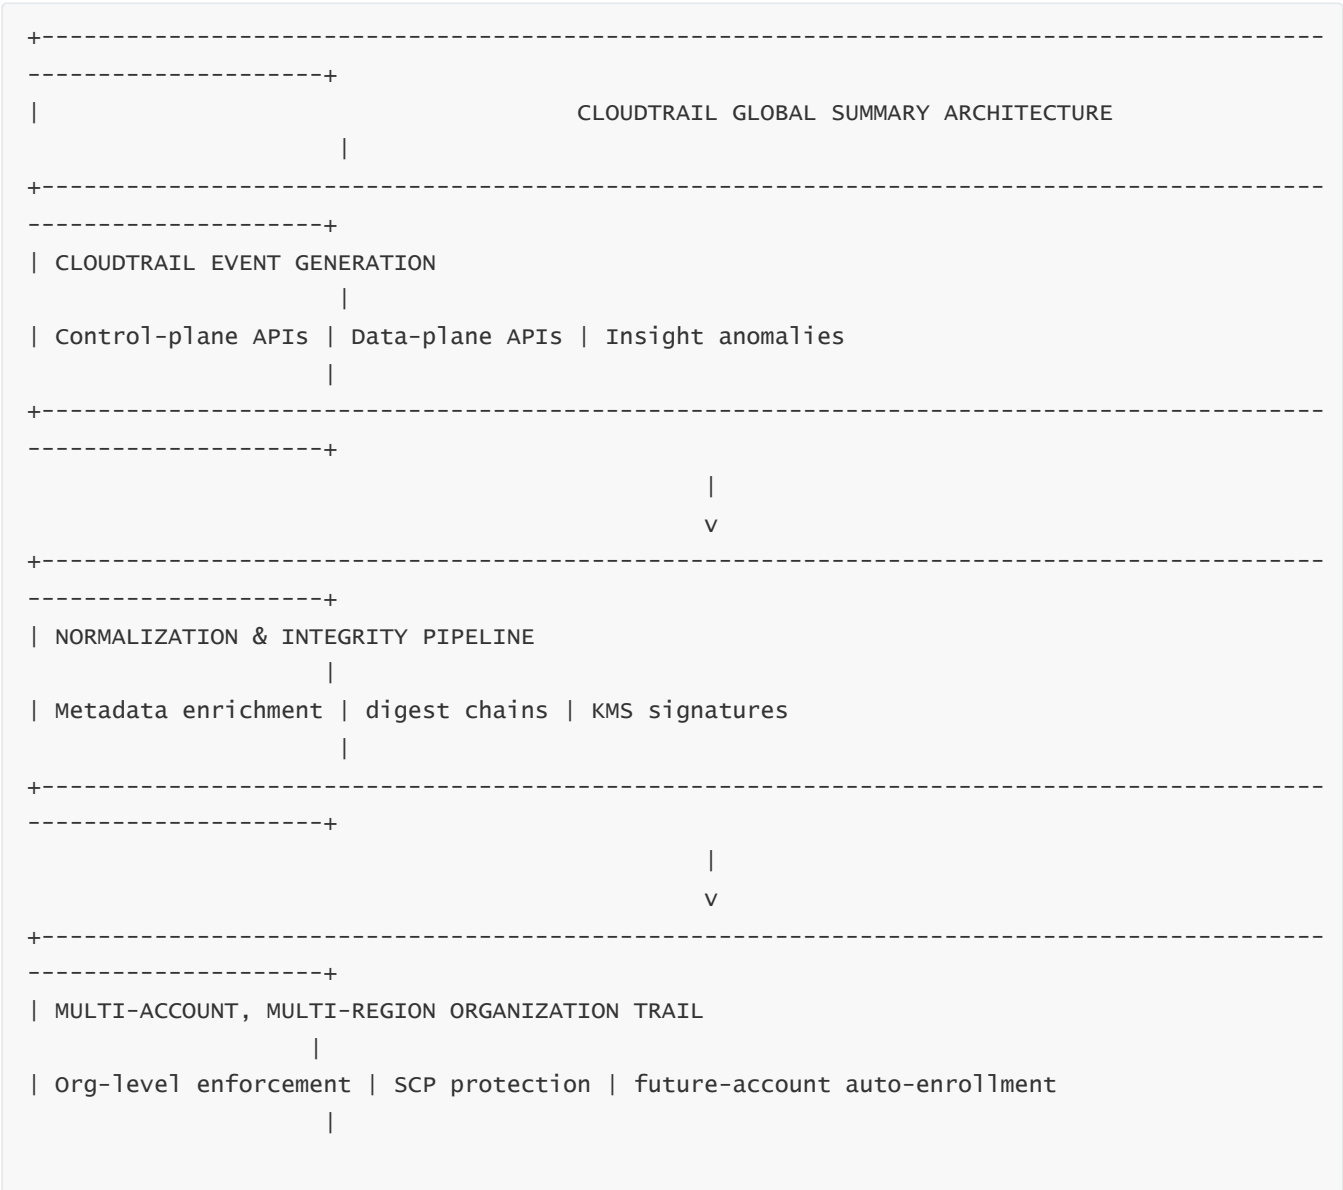 +-------------------------------------------------------------------------------------------
---------------------+
|                                      CLOUDTRAIL GLOBAL SUMMARY ARCHITECTURE
                      |
+-------------------------------------------------------------------------------------------
---------------------+
| CLOUDTRAIL EVENT GENERATION
                      |
| Control-plane APIs | Data-plane APIs | Insight anomalies
                     |
+-------------------------------------------------------------------------------------------
---------------------+
                                                |
                                                v
+-------------------------------------------------------------------------------------------
---------------------+
| NORMALIZATION & INTEGRITY PIPELINE
                     |
| Metadata enrichment | digest chains | KMS signatures
                      |
+-------------------------------------------------------------------------------------------
---------------------+
                                                |
                                                v
+-------------------------------------------------------------------------------------------
---------------------+
| MULTI-ACCOUNT, MULTI-REGION ORGANIZATION TRAIL
                    |
| Org-level enforcement | SCP protection | future-account auto-enrollment
                     |